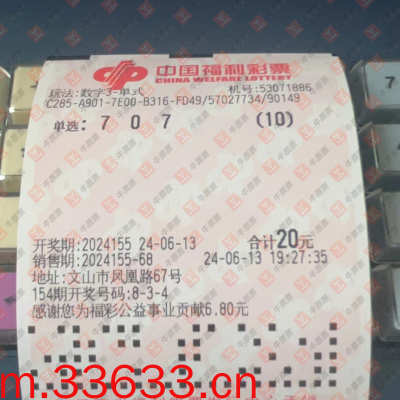 中国福利彩票
CHINA WELFARE LOTTERY
玩法:数字3-单式 机号:53071886
C285-A901-7E00-B316-FD49/57027734/90149
单选: 7 0 7 (10)
开奖期:2024155 24-06-13 合计20元
销售期:2024155-68 24-06-13 19:27:35
地址:文山市凤凰路67号
154期开奖号码:8-3-4
感谢您为福彩公益事业贡献6.80元
m.33633.cn
7